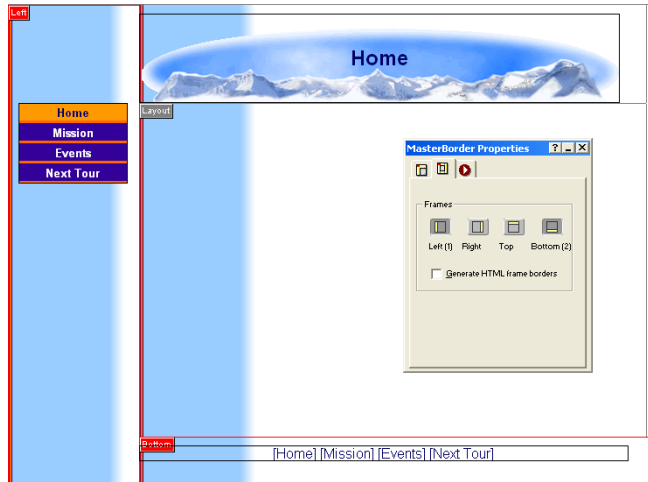 Left
Home
Layout
Home
Mission
Events
Next Tour
MasterBorder Properties
Frames
Left (1) Right Top Bottom (2)
Generate HTML frame borders
Bottom
[Home] [Mission] [Events] [Next Tour]